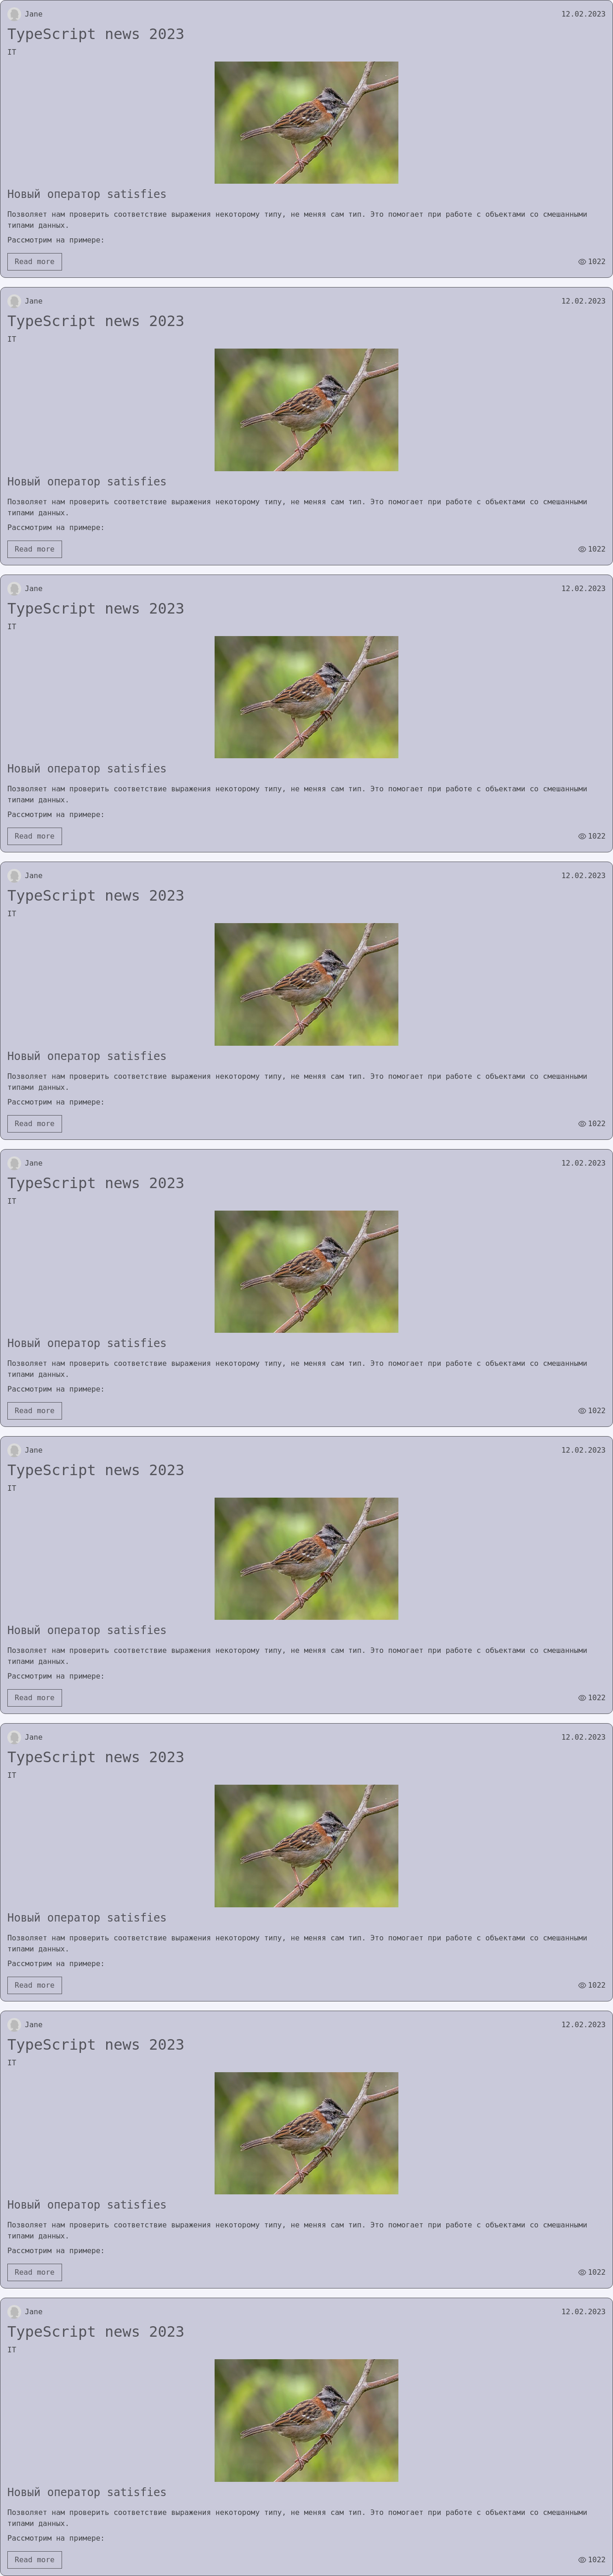 Jane 12.02.2023
TypeScript news 2023
IT
Новый оператор satisfies
Позволяет нам проверить соответствие выражения некоторому типу, не меняя сам тип. Это помогает при работе с объектами со смешанными
типами данных.
Рассмотрим на примере:
Read more 1022
Jane 12.02.2023
TypeScript news 2023
IT
Новый оператор satisfies
Позволяет нам проверить соответствие выражения некоторому типу, не меняя сам тип. Это помогает при работе с объектами со смешанными
типами данных.
Рассмотрим на примере:
Read more 1022
Jane 12.02.2023
TypeScript news 2023
IT
Новый оператор satisfies
Позволяет нам проверить соответствие выражения некоторому типу, не меняя сам тип. Это помогает при работе с объектами со смешанными
типами данных.
Рассмотрим на примере:
Read more 1022
Jane 12.02.2023
TypeScript news 2023
IT
Новый оператор satisfies
Позволяет нам проверить соответствие выражения некоторому типу, не меняя сам тип. Это помогает при работе с объектами со смешанными
типами данных.
Рассмотрим на примере:
Read more 1022
Jane 12.02.2023
TypeScript news 2023
IT
Новый оператор satisfies
Позволяет нам проверить соответствие выражения некоторому типу, не меняя сам тип. Это помогает при работе с объектами со смешанными
типами данных.
Рассмотрим на примере:
Read more 1022
Jane 12.02.2023
TypeScript news 2023
IT
Новый оператор satisfies
Позволяет нам проверить соответствие выражения некоторому типу, не меняя сам тип. Это помогает при работе с объектами со смешанными
типами данных.
Рассмотрим на примере:
Read more 1022
Jane 12.02.2023
TypeScript news 2023
IT
Новый оператор satisfies
Позволяет нам проверить соответствие выражения некоторому типу, не меняя сам тип. Это помогает при работе с объектами со смешанными
типами данных.
Рассмотрим на примере:
Read more 1022
Jane 12.02.2023
TypeScript news 2023
IT
Новый оператор satisfies
Позволяет нам проверить соответствие выражения некоторому типу, не меняя сам тип. Это помогает при работе с объектами со смешанными
типами данных.
Рассмотрим на примере:
Read more 1022
Jane 12.02.2023
TypeScript news 2023
IT
Новый оператор satisfies
Позволяет нам проверить соответствие выражения некоторому типу, не меняя сам тип. Это помогает при работе с объектами со смешанными
типами данных.
Рассмотрим на примере:
Read more 1022